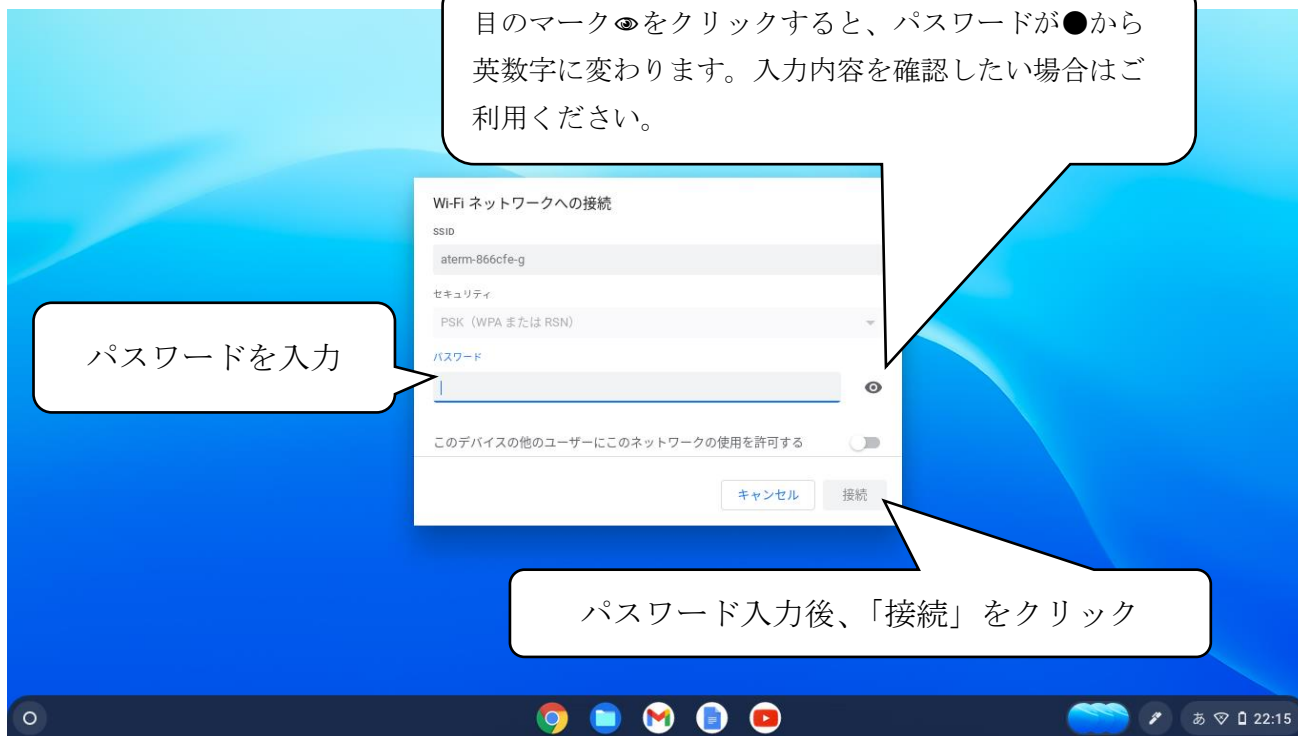 目のマーク👁をクリックすると、パスワードが●から
英数字に変わります。入力内容を確認したい場合はご
利用ください。
Wi-Fi ネットワークへの接続
SSID
aterm-866cfe-g
セキュリティ
PSK（WPA または RSN）
パスワードを入力
パスワード
このデバイスの他のユーザーにこのネットワークの使用を許可する
キャンセル
接続
パスワード入力後、「接続」をクリック
あ
22:15